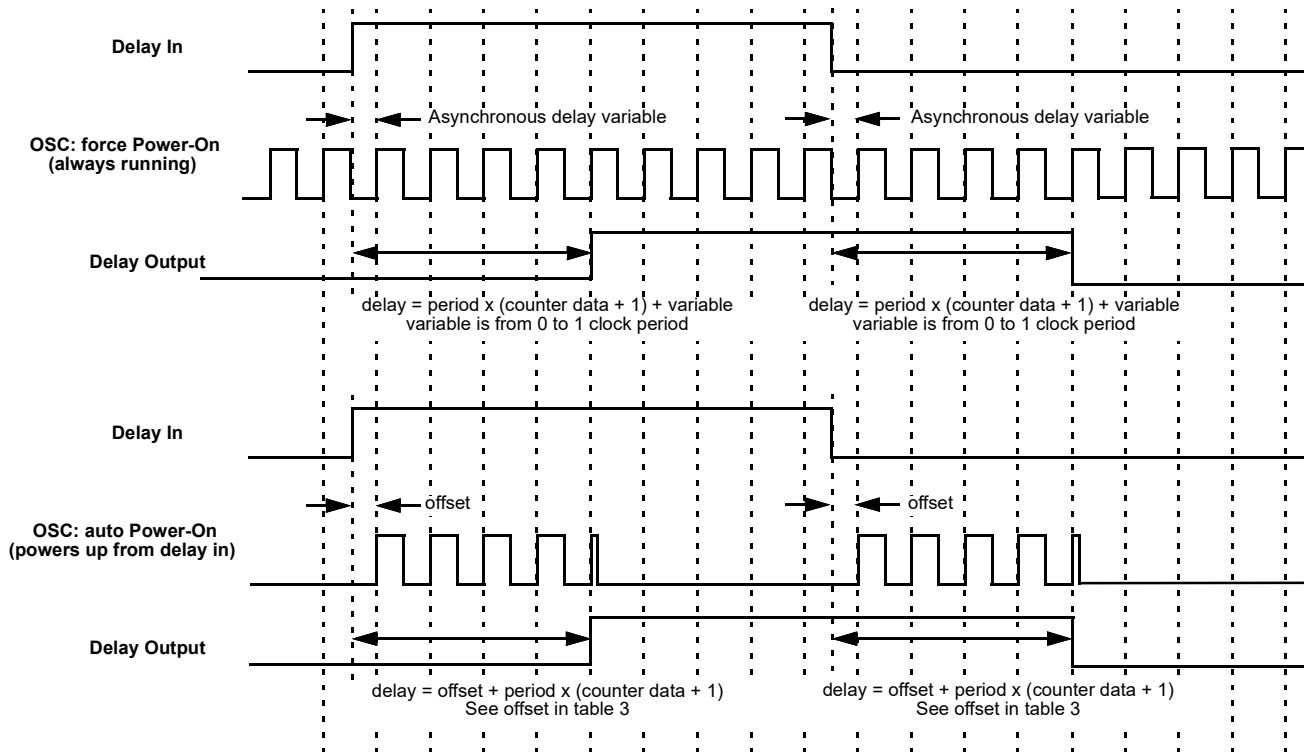 Delay In
Asynchronous delay variable
Asynchronous delay variable
OSC: force Power-On
(always running)
Delay Output
delay = period x (counter data + 1) + variable
variable is from 0 to 1 clock period
delay = period x (counter data + 1) + variable
variable is from 0 to 1 clock period
Delay In
offset
offset
OSC: auto Power-On
(powers up from delay in)
Delay Output
delay = offset + period x (counter data + 1)
See offset in table 3
delay = offset + period x (counter data + 1)
See offset in table 3